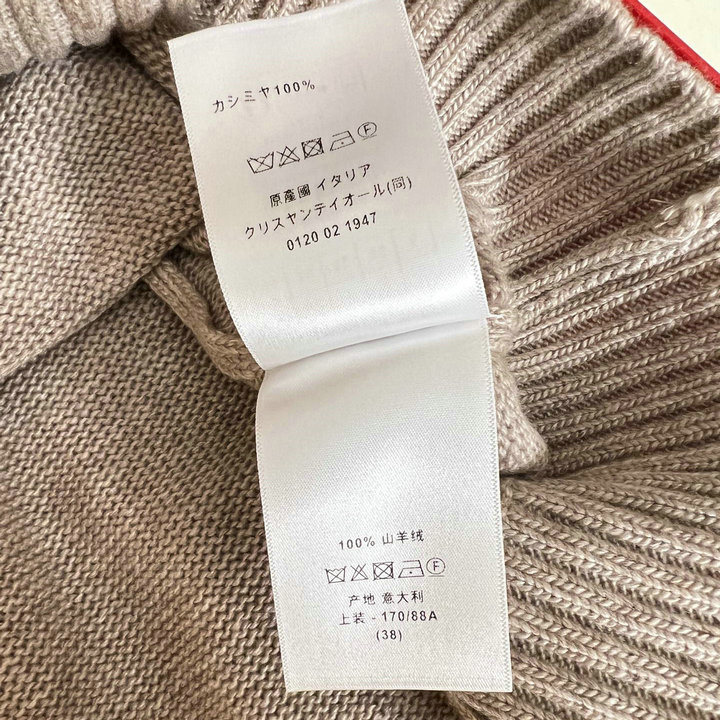 カシミヤ100%
F
原產國 イタリア
クリスヤンテイオール(同)
0120 02 1947
100% 山羊绒
F
产地 意大利
上装 - 170/88A
(38)